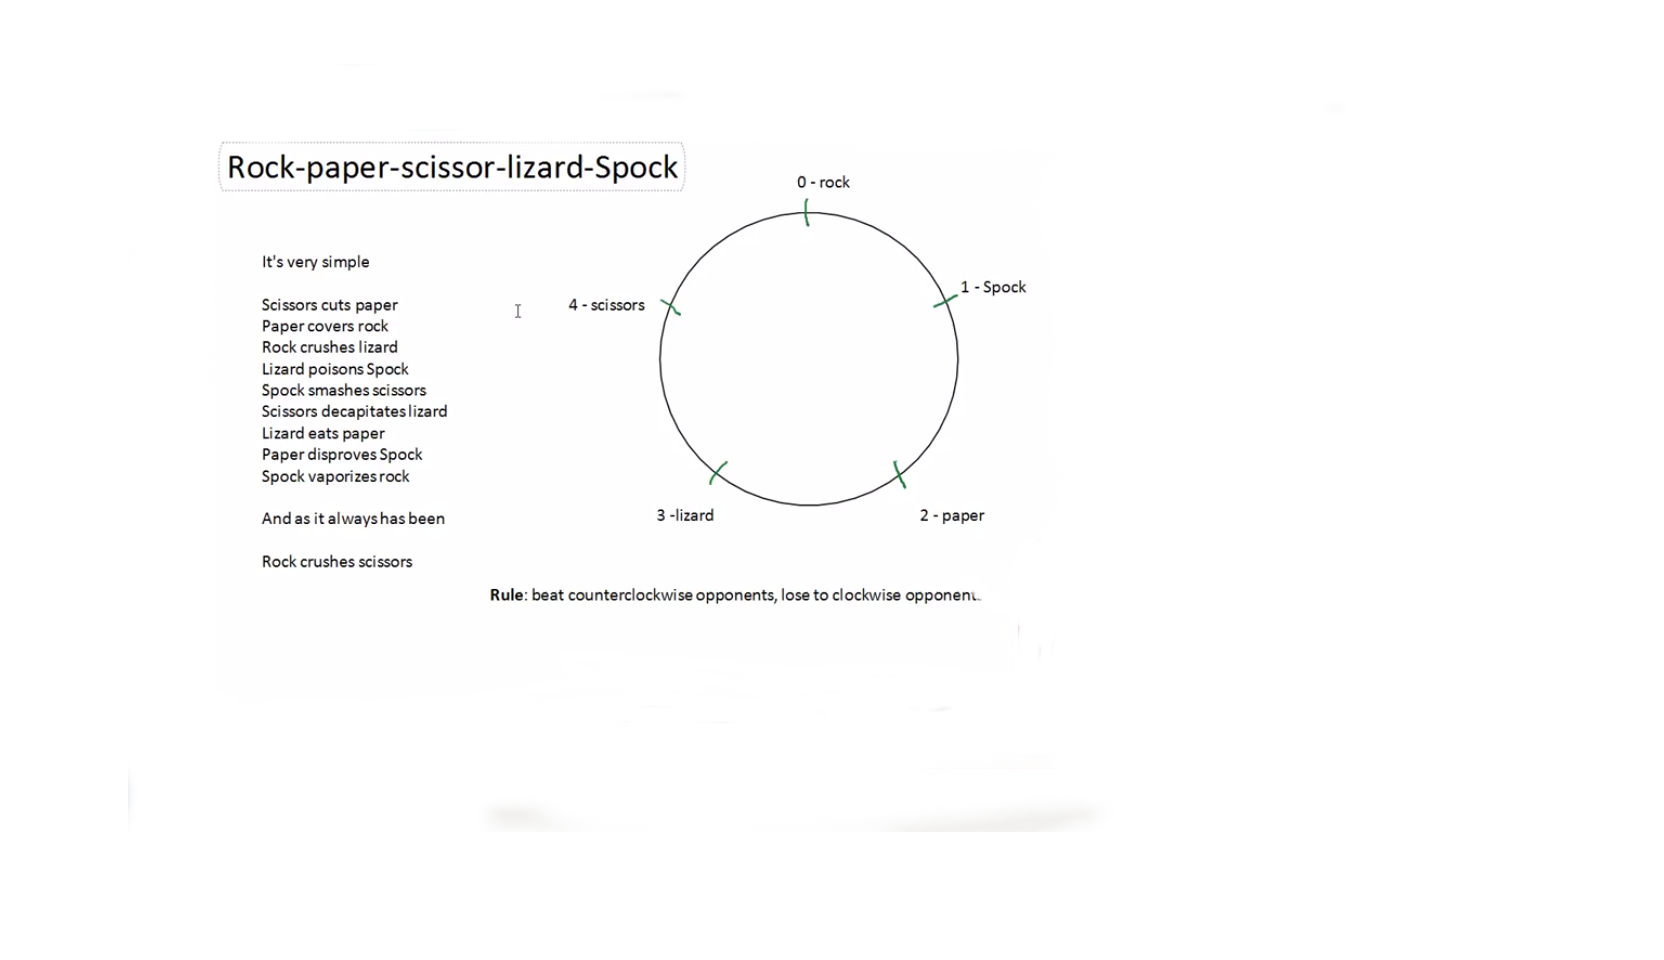 Rock-paper-scissor-lizard-Spock
It's very simple
Scissors cuts paper
Paper covers rock
Rock crushes lizard
Lizard poisons Spock
Spock smashes scissors
Scissors decapitates lizard
Lizard eats paper
Paper disproves Spock
Spock vaporizes rock
And as it always has been
Rock crushes scissors
0 - rock
1 - Spock
4 - scissors
3 -lizard
2 - paper
Rule: beat counterclockwise opponents, lose to clockwise